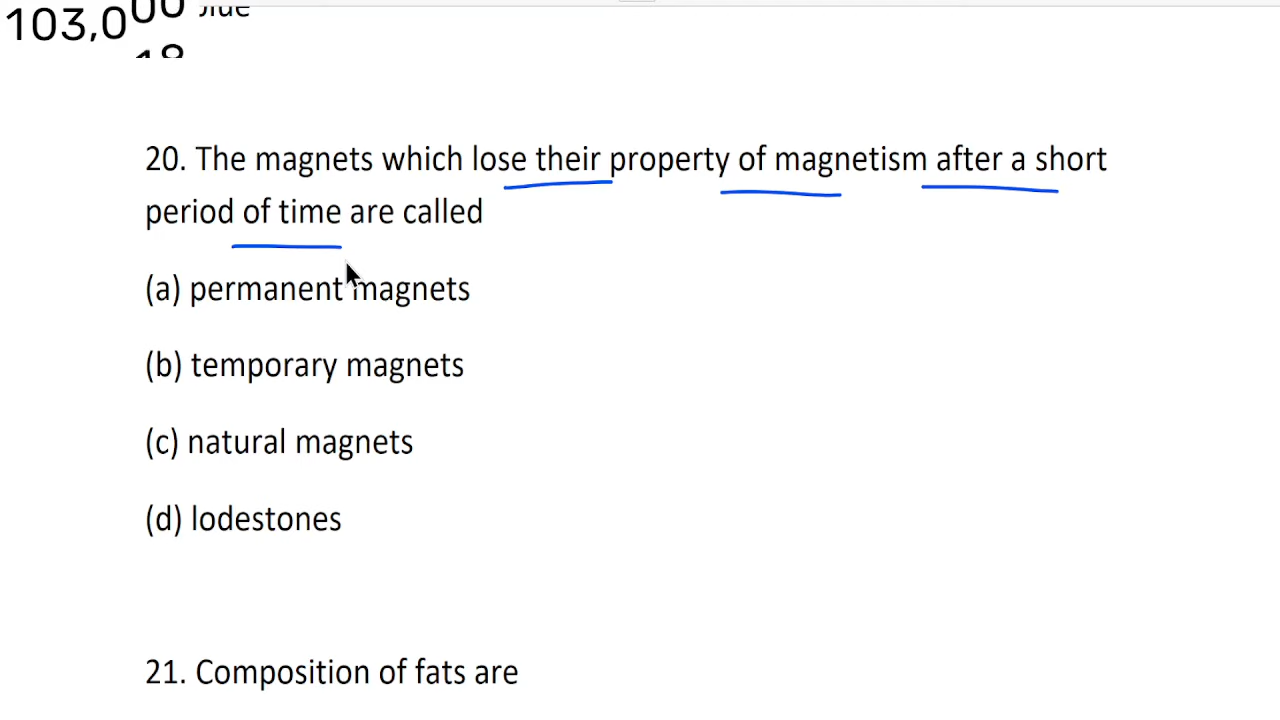 103,000
20. The magnets which lose their property of magnetism after a short
period of time are called
(a) permanent magnets
(b) temporary magnets
(c) natural magnets
(d) lodestones
21. Composition of fats are